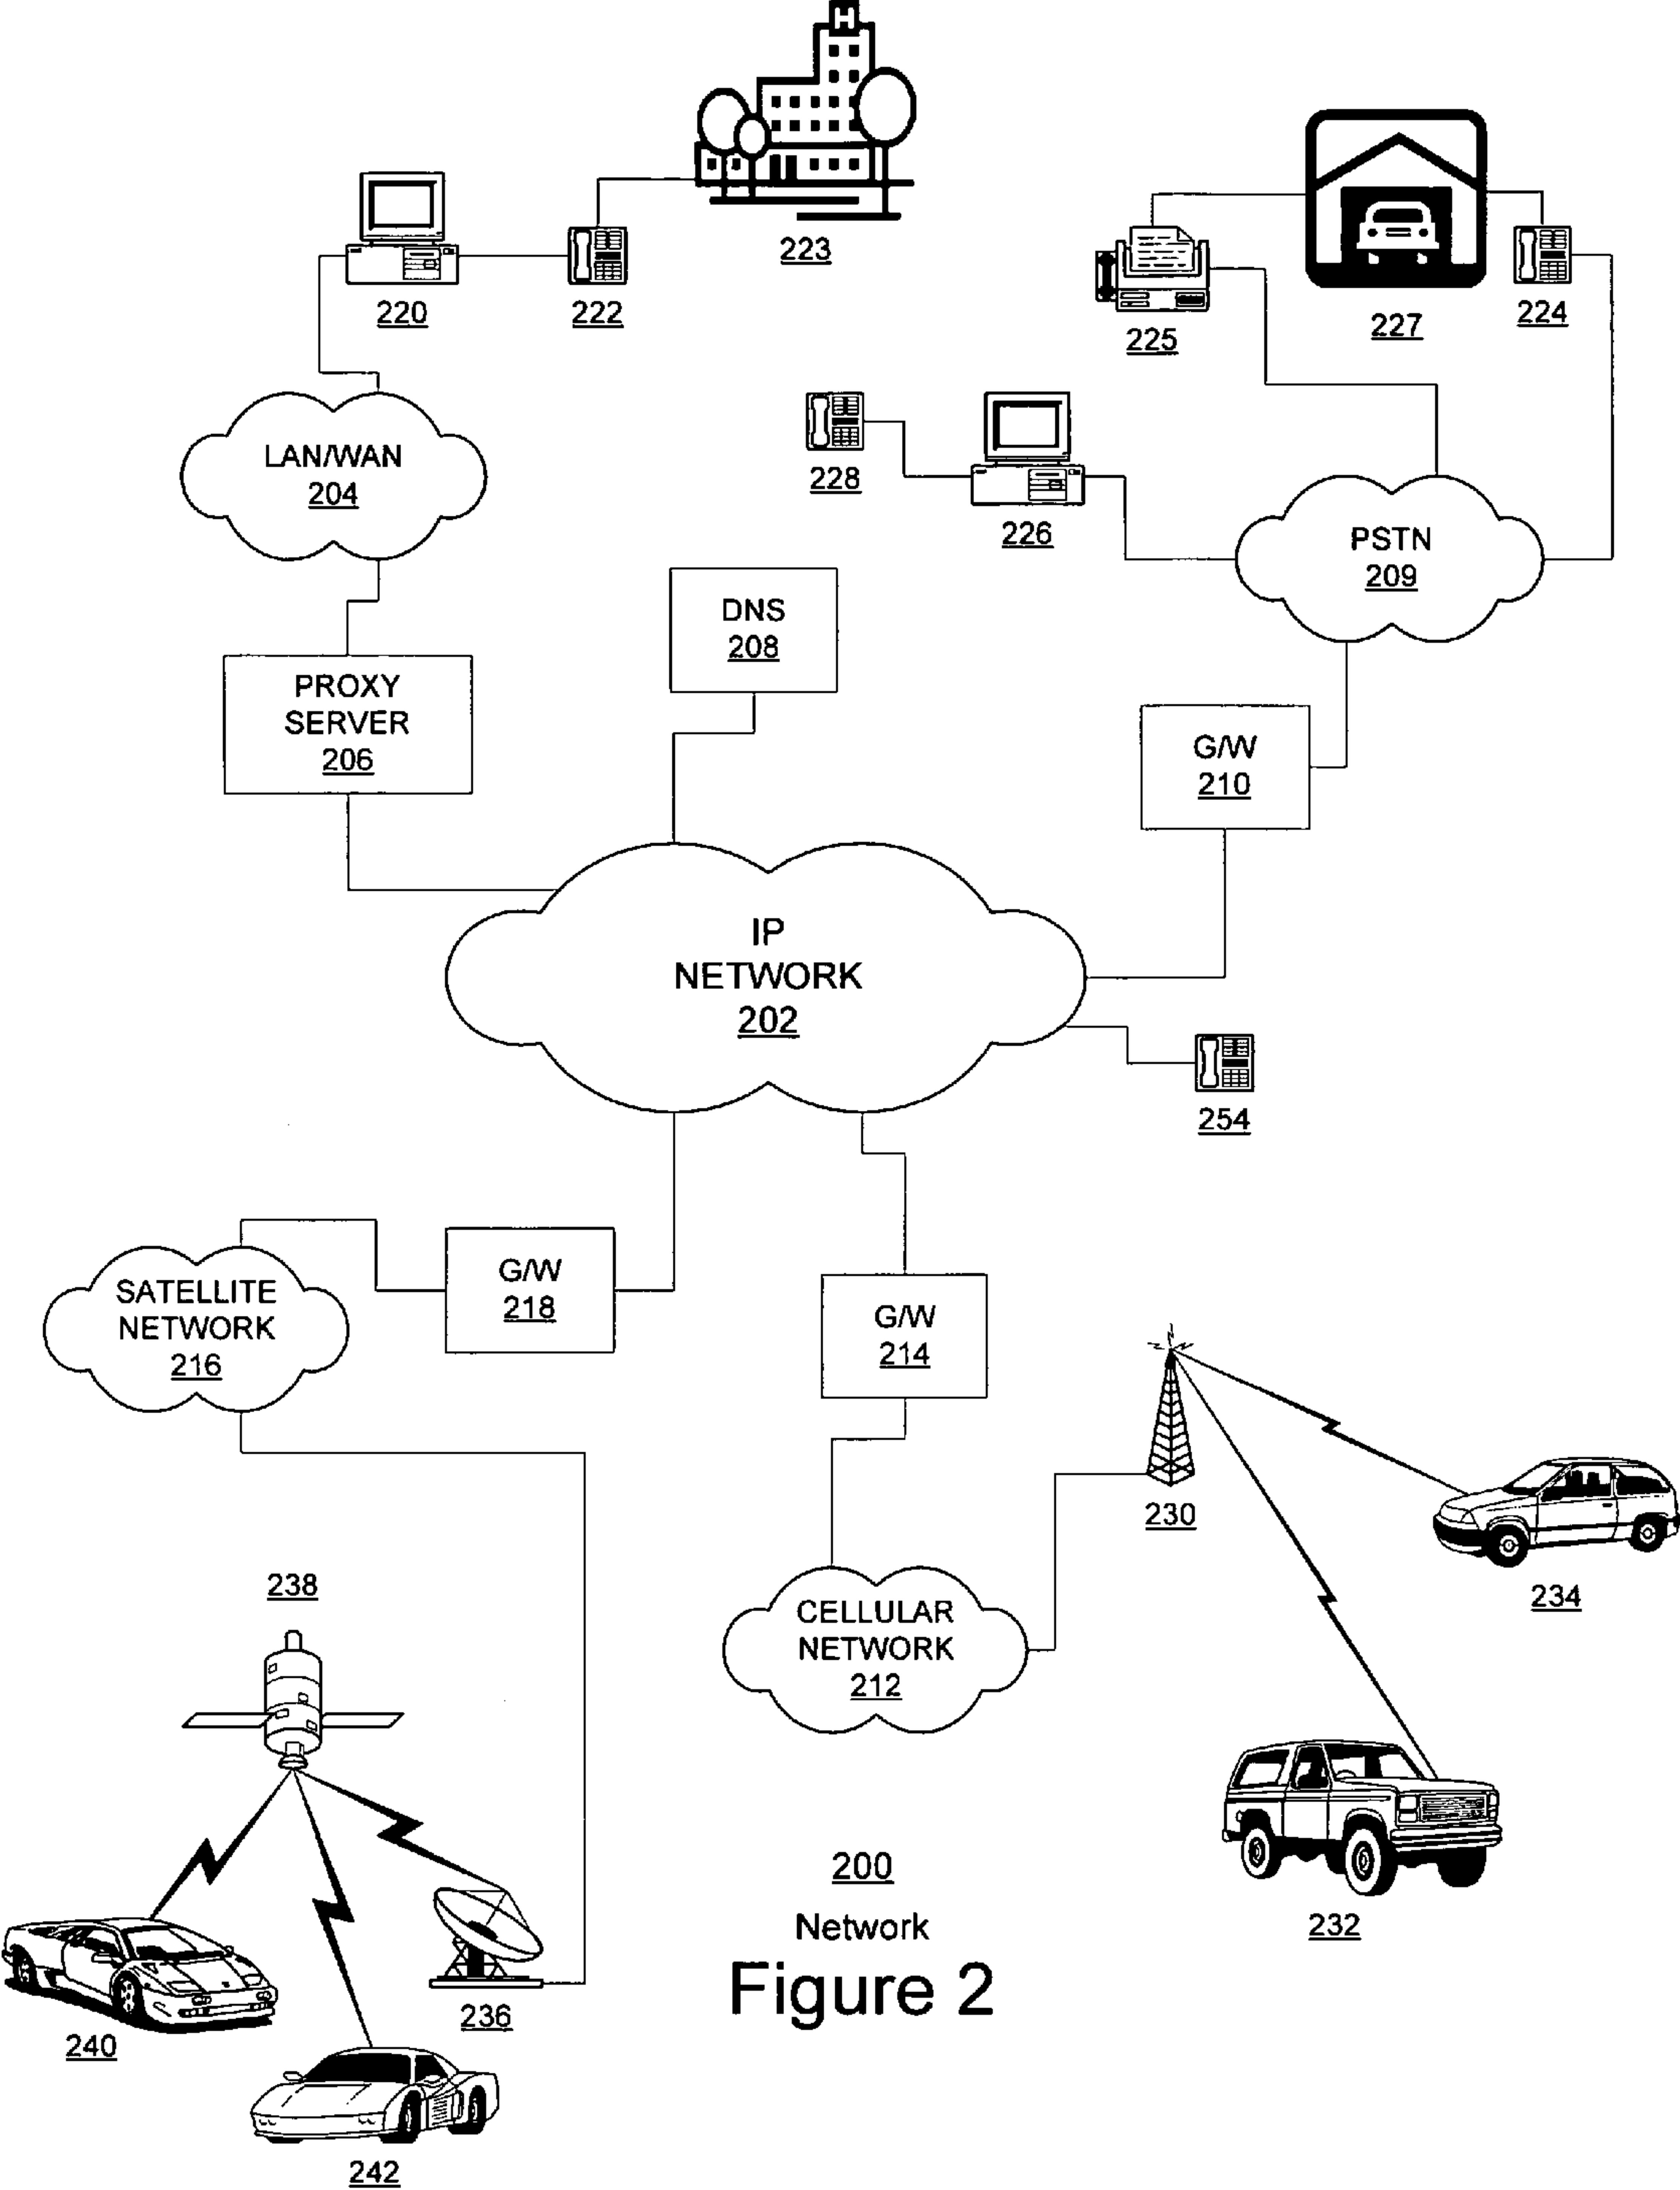 H
223
220
222
225
227
224
LAN/WAN
204
228
226
PSTN
209
DNS
208
PROXY
SERVER
206
G/W
210
IP
NETWORK
202
254
SATELLITE
NETWORK
216
G/W
218
G/W
214
230
234
238
CELLULAR
NETWORK
212
232
200
Network
Figure 2
236
240
242